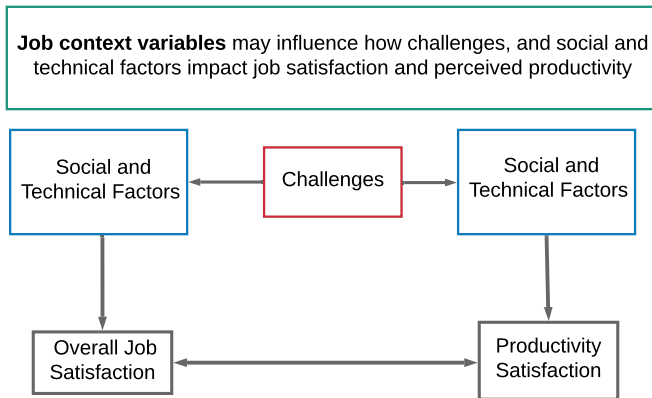 Job context variables may influence how challenges, and social and
technical factors impact job satisfaction and perceived productivity
Social and
Technical Factors
Challenges
Social and
Technical Factors
Overall Job
Satisfaction
Productivity
Satisfaction